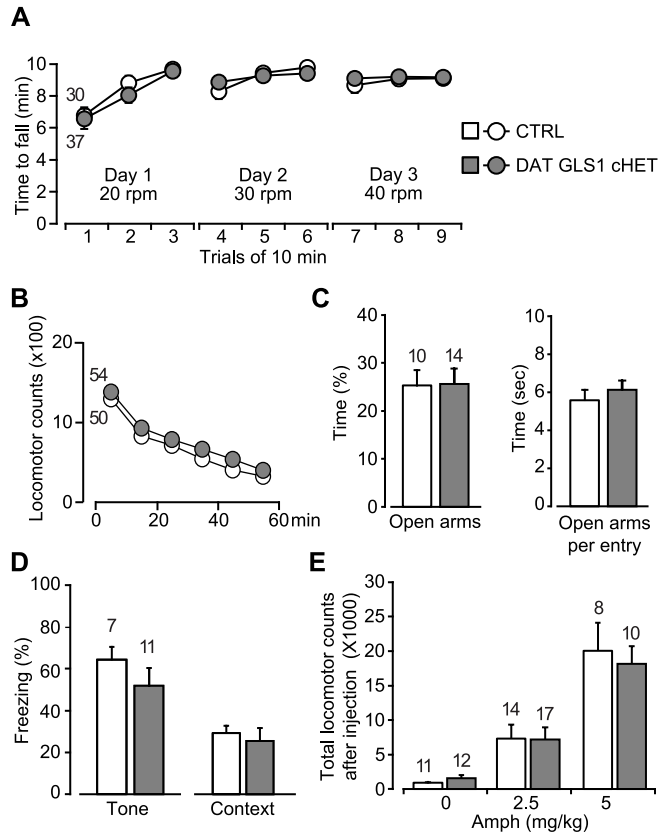 A
Time to fall (min)
10
8
6
4
2
0
30
37
Day 1
20 rpm
Day 2
30 rpm
Day 3
40 rpm
1 2 3 4 5 6 7 8 9
Trials of 10 min
CTRL
DAT GLS1 cHET
B
Locomotor counts (x100)
20
10
0
54
50
0 20 40 60 min
C
Time (%)
40
30
20
10
0
10 14
Open arms
Time (sec)
10
8
6
4
2
0
Open arms
per entry
D
Freezing (%)
100
80
60
40
20
0
7
11
Tone Context
E
Total locomotor counts
after injection (X1000)
30
20
10
0
11 12
14 17
8
10
0 2.5 5
Amph (mg/kg)